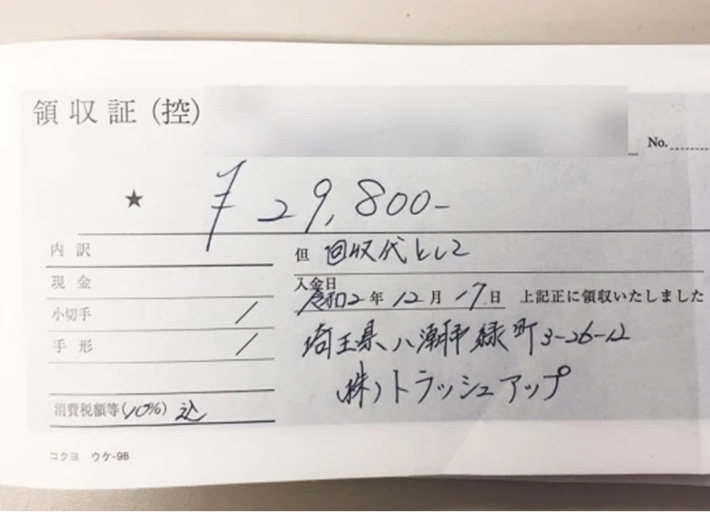 領収証(控)
No.
★ ¥29,800-
内訳
但 回収代として
現金
入金日
令和2年12月17日 上記正に領収いたしました
小切手 /
手形 /
埼玉県八潮市緑町3-26-12
(株)トラッシュアップ
消費税額等(10%) 込
コクヨ ウケ-98